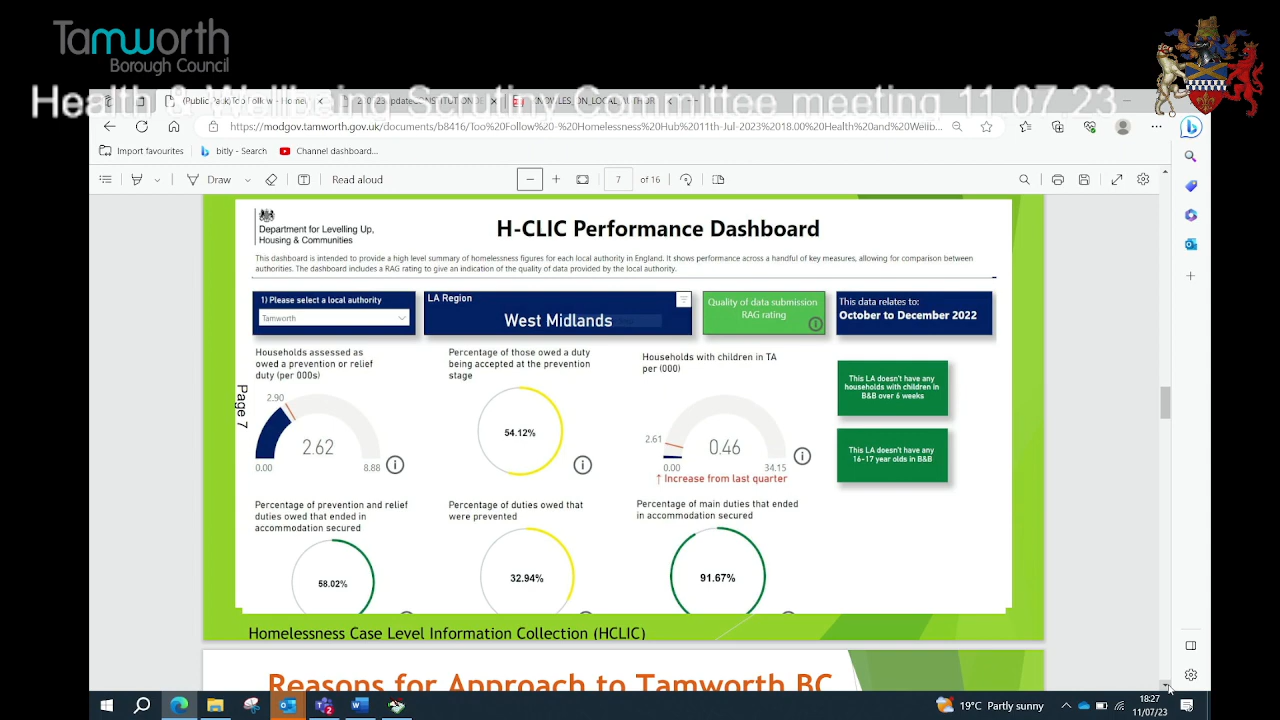 Tamworth
Borough Council
Health & Wellbeing Scrutiny Committee meeting 11.07.23
https://modgov.tamworth.gov.uk/documents/b8416/Too%20Follow%20-%20Homelessness%20Hub%2011th-Jul-2023%2018.00%20Health%20and%20Wellb...
Import favourites
bitly - Search
Channel dashboard...
Draw
Read aloud
7
of 16
Department for Levelling Up,
Housing & Communities
H-CLIC Performance Dashboard
This dashboard is intended to provide a high level summary of homelessness figures for each local authority in England. It shows performance across a handful of key measures, allowing for comparison between
authorities. The dashboard includes a RAG rating to give an indication of the quality of data provided by the local authority.
1) Please select a local authority
Tamworth
LA Region
West Midlands
Quality of data submission
RAG rating
This data relates to:
October to December 2022
Households assessed as
owed a prevention or relief
duty (per 000s)
2.90
2.62
0.00
8.88
Percentage of those owed a duty
being accepted at the prevention
stage
54.12%
Households with children in TA
per (000)
2.61
0.46
0.00
34.15
↑ Increase from last quarter
This LA doesn't have any
households with children in
B&B over 6 weeks
This LA doesn't have any
16-17 year olds in B&B
Page 7
Percentage of prevention and relief
duties owed that ended in
accommodation secured
58.02%
Percentage of duties owed that
were prevented
32.94%
Percentage of main duties that ended
in accommodation secured
91.67%
Homelessness Case Level Information Collection (HCLIC)
Reasons for Approach to Tamworth BC
19°C Partly sunny
18:27
11/07/23